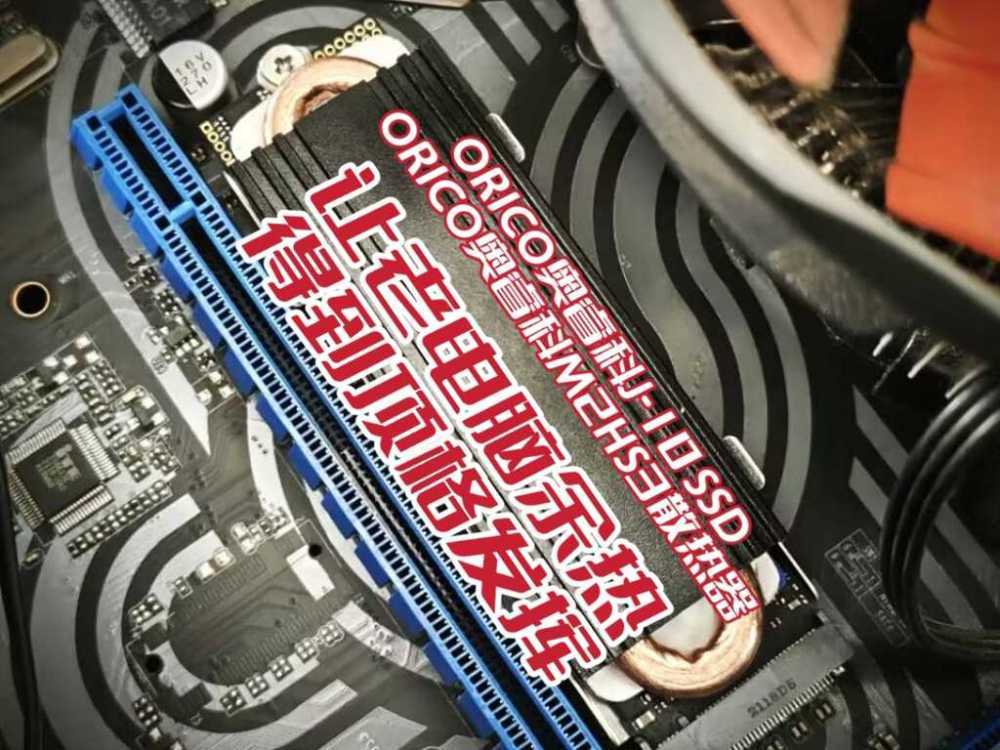 ORICO奥睿科J-10 SSD
ORICO奥睿科M2HS3散热器
让老电脑余热
得到顶格发挥
16V
270
LH